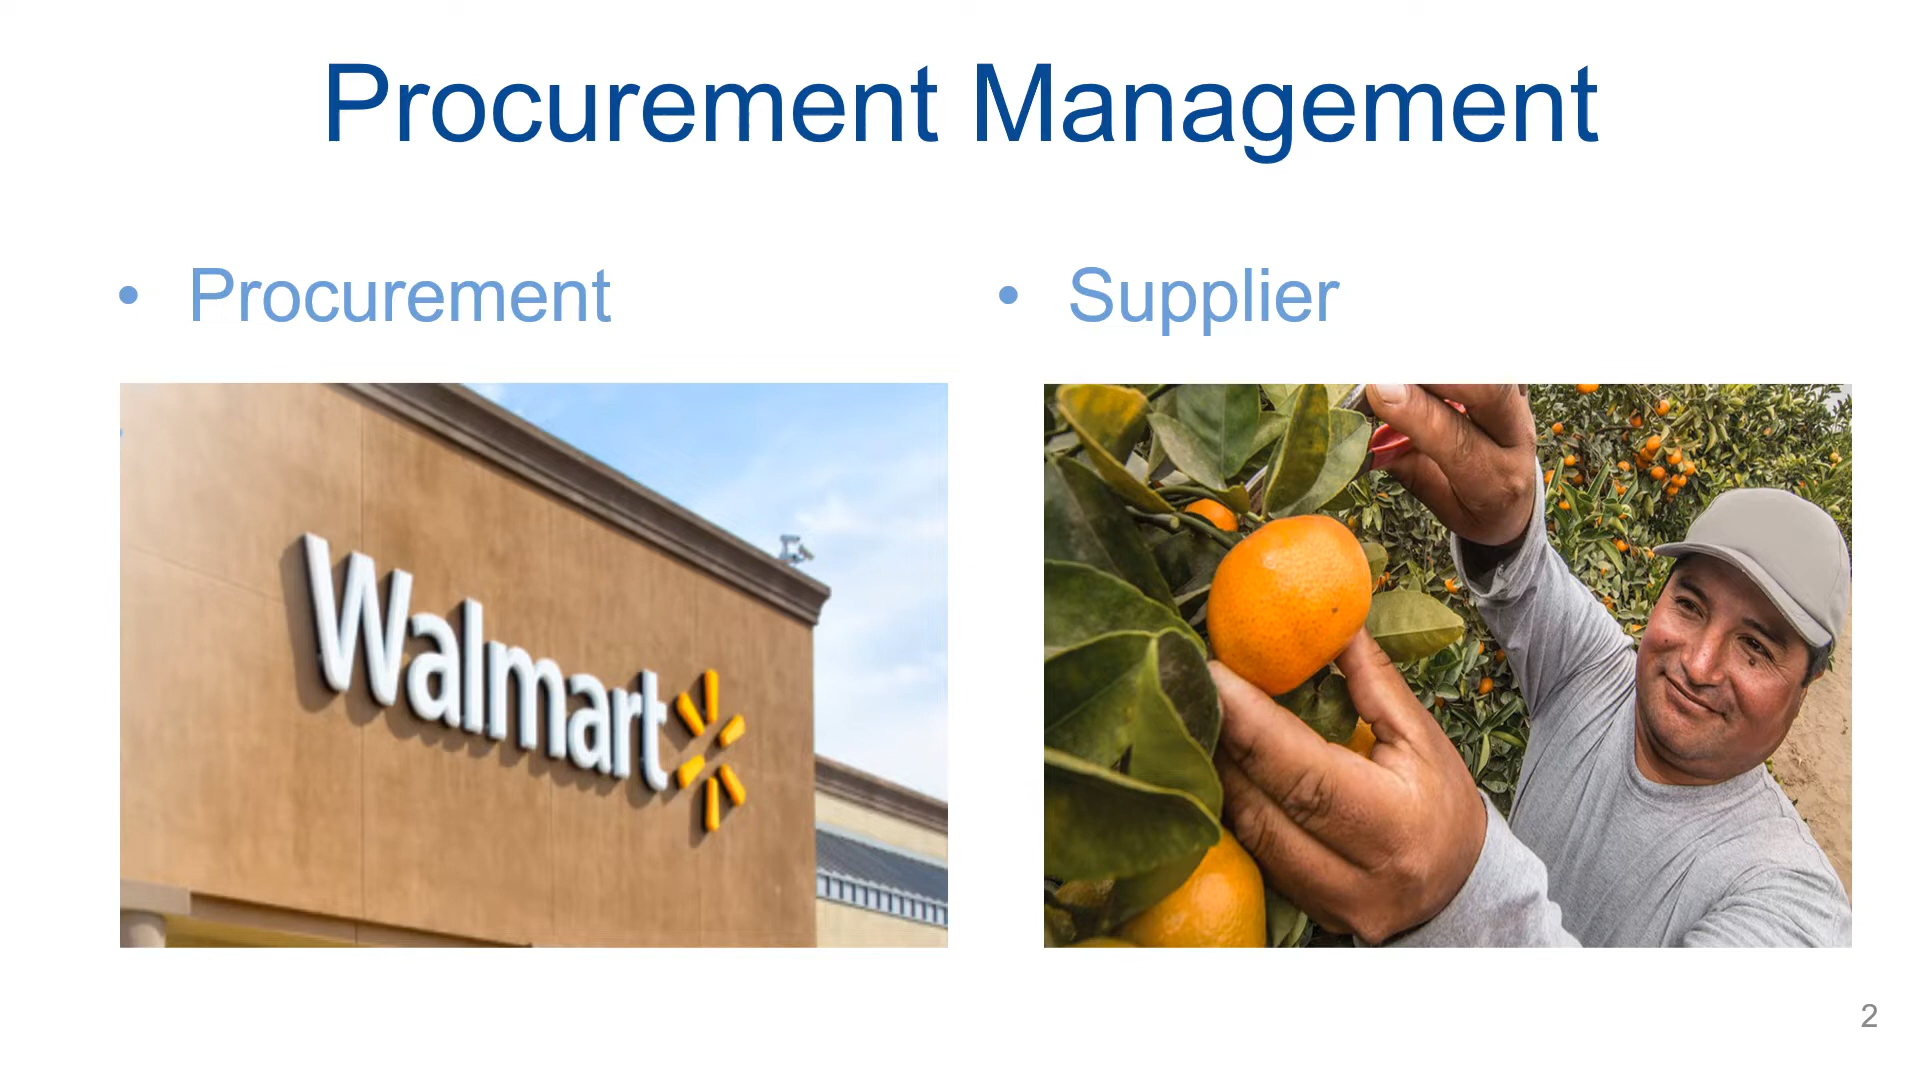 Procurement Management
• Procurement
• Supplier
Walmart
2